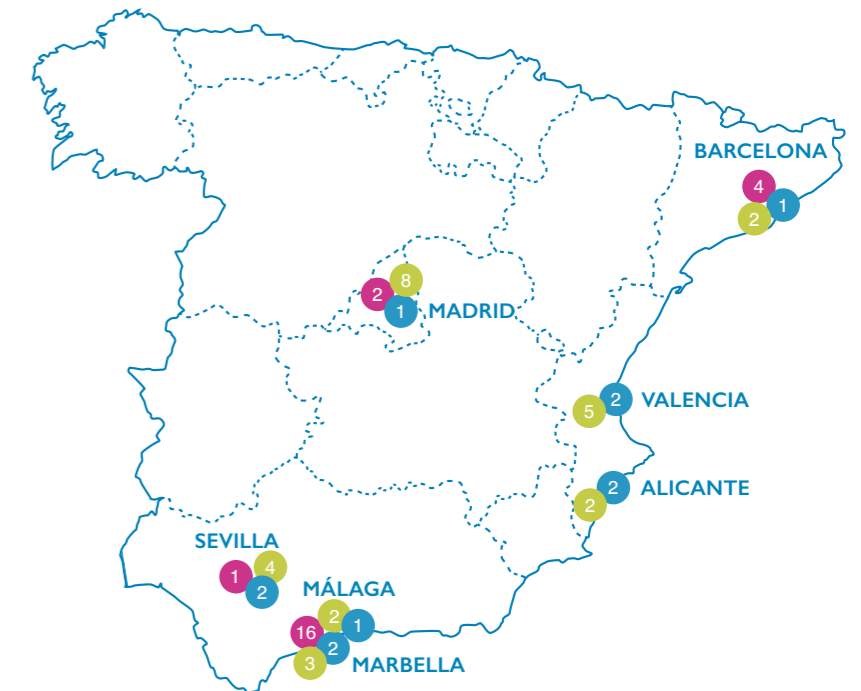 BARCELONA
4
1
2
8
2
1
MADRID
2
5
VALENCIA
2
2
ALICANTE
SEVILLA
4
1
2
MÁLAGA
2
1
16
2
3
MARBELLA